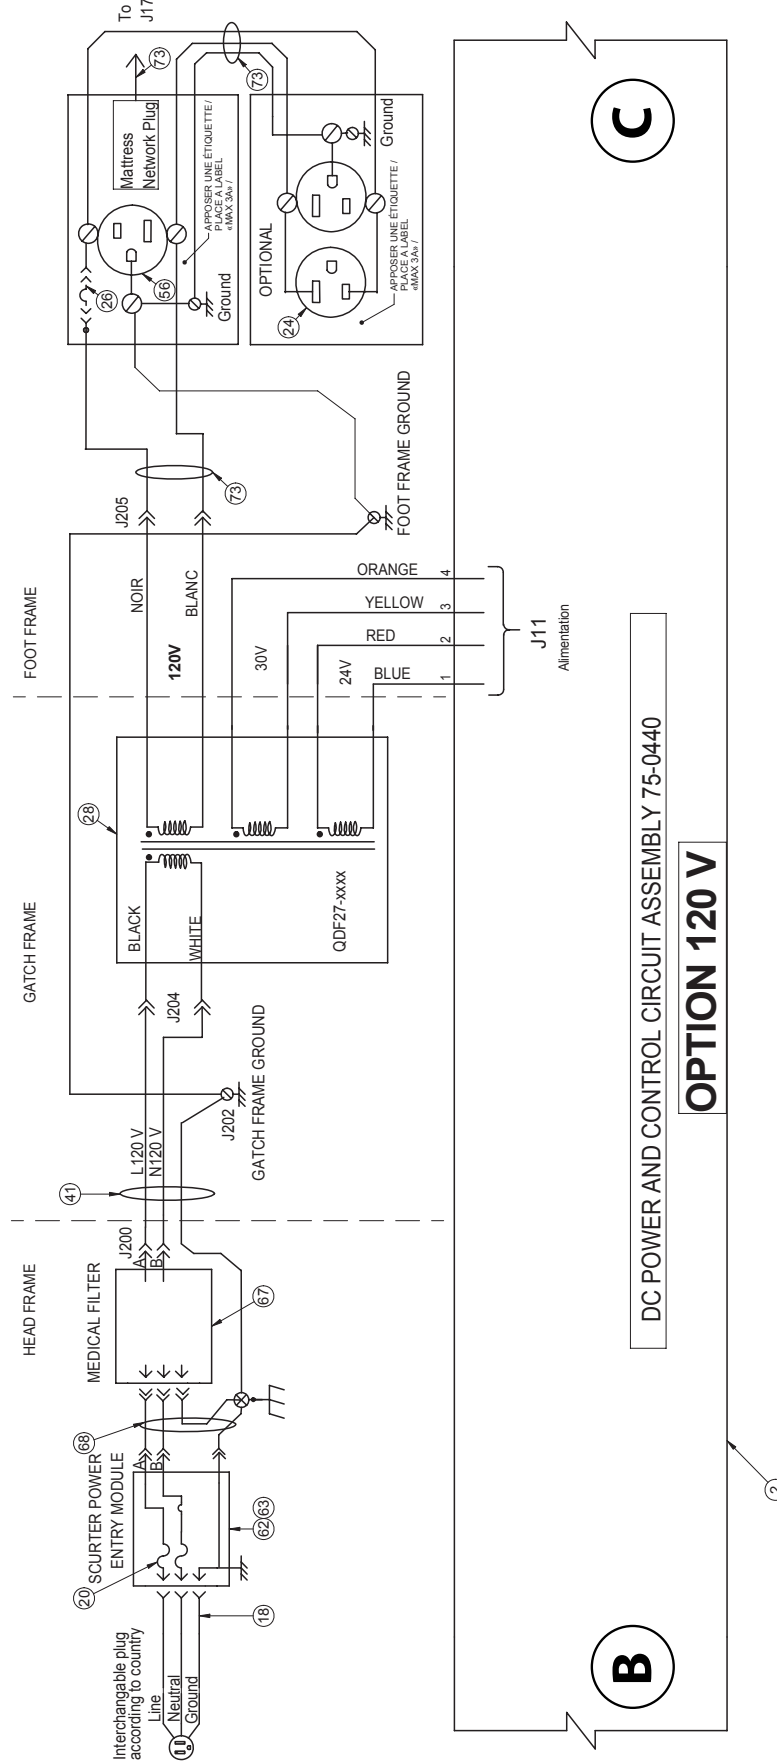 HEAD FRAME
GATCH FRAME
FOOT FRAME
Interchangable plug
according to country
Line
Neutral
Ground
18
20
SCURTER POWER
ENTRY MODULE
A
B
62
63
68
MEDICAL FILTER
67
A
B
J200
41
L120 V
N120 V
J202
GATCH FRAME GROUND
J204
BLACK
WHITE
QDF27-xxxx
28
NOIR
120V
BLANC
30V
24V
J205
73
FOOT FRAME GROUND
ORANGE
YELLOW
RED
BLUE
4
3
2
1
J11
Alimentation
26
56
Mattress
Network Plug
73
To
J17
APPOSER UNE ÉTIQUETTE /
PLACE A LABEL
«MAX 3A» /
Ground
73
OPTIONAL
24
APPOSER UNE ÉTIQUETTE /
PLACE A LABEL
«MAX 3A» /
Ground
B
C
DC POWER AND CONTROL CIRCUIT ASSEMBLY 75-0440
OPTION 120 V
2